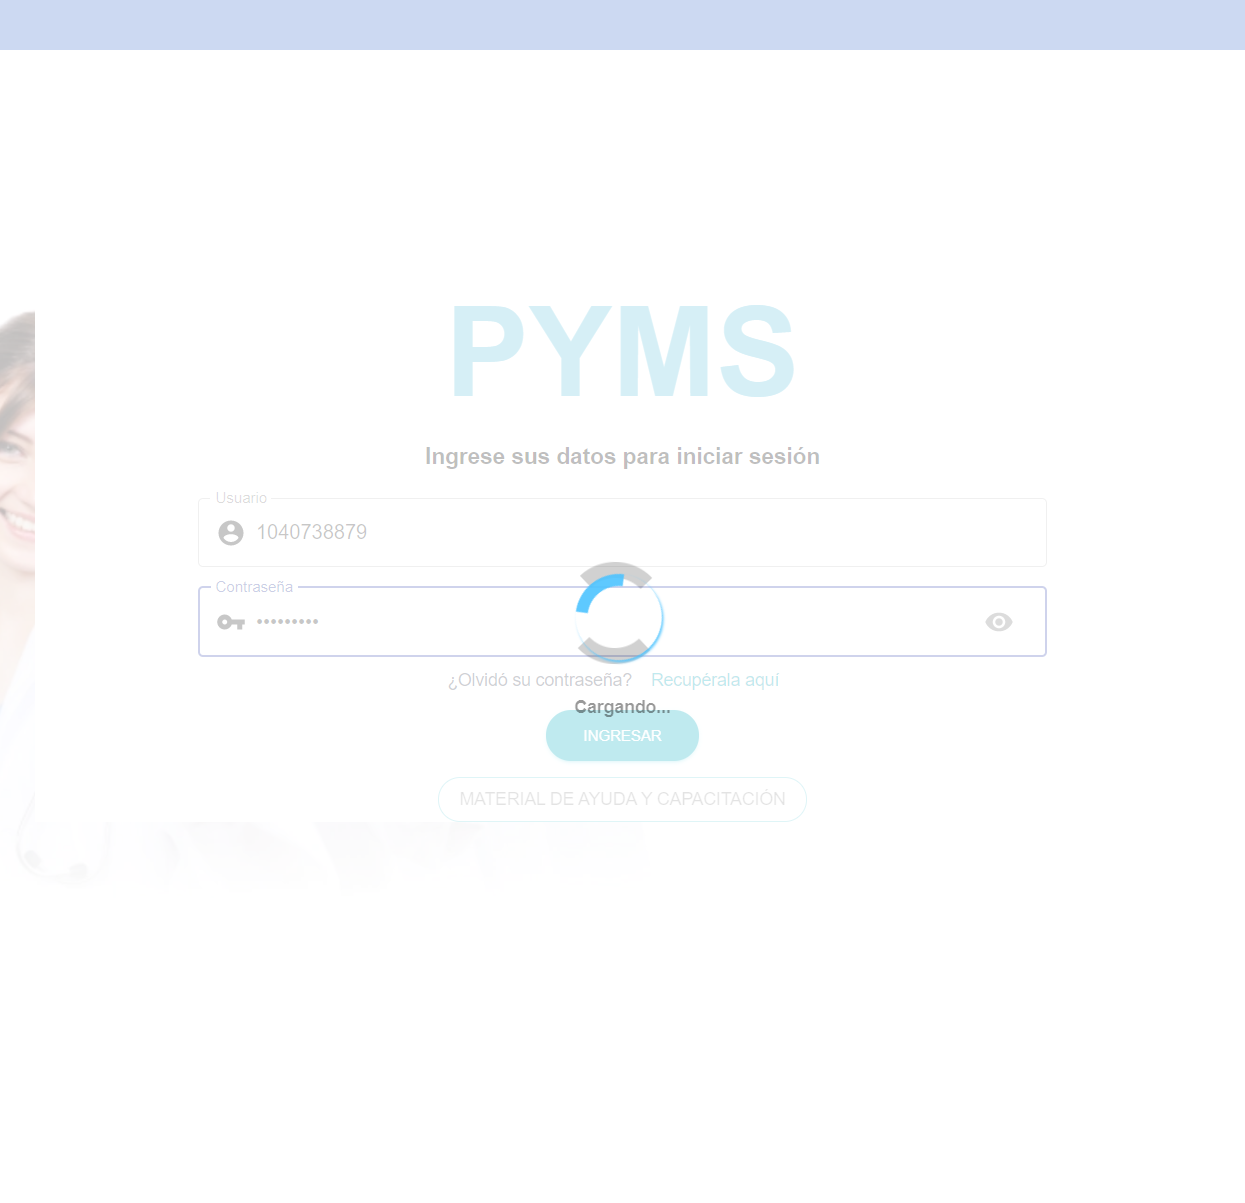 PYMS
Ingrese sus datos para iniciar sesión
Usuario
1040738879
Contraseña
•••••••••
¿Olvidó su contraseña? Recupérala aquí
Cargando...
INGRESAR
MATERIAL DE AYUDA Y CAPACITACIÓN